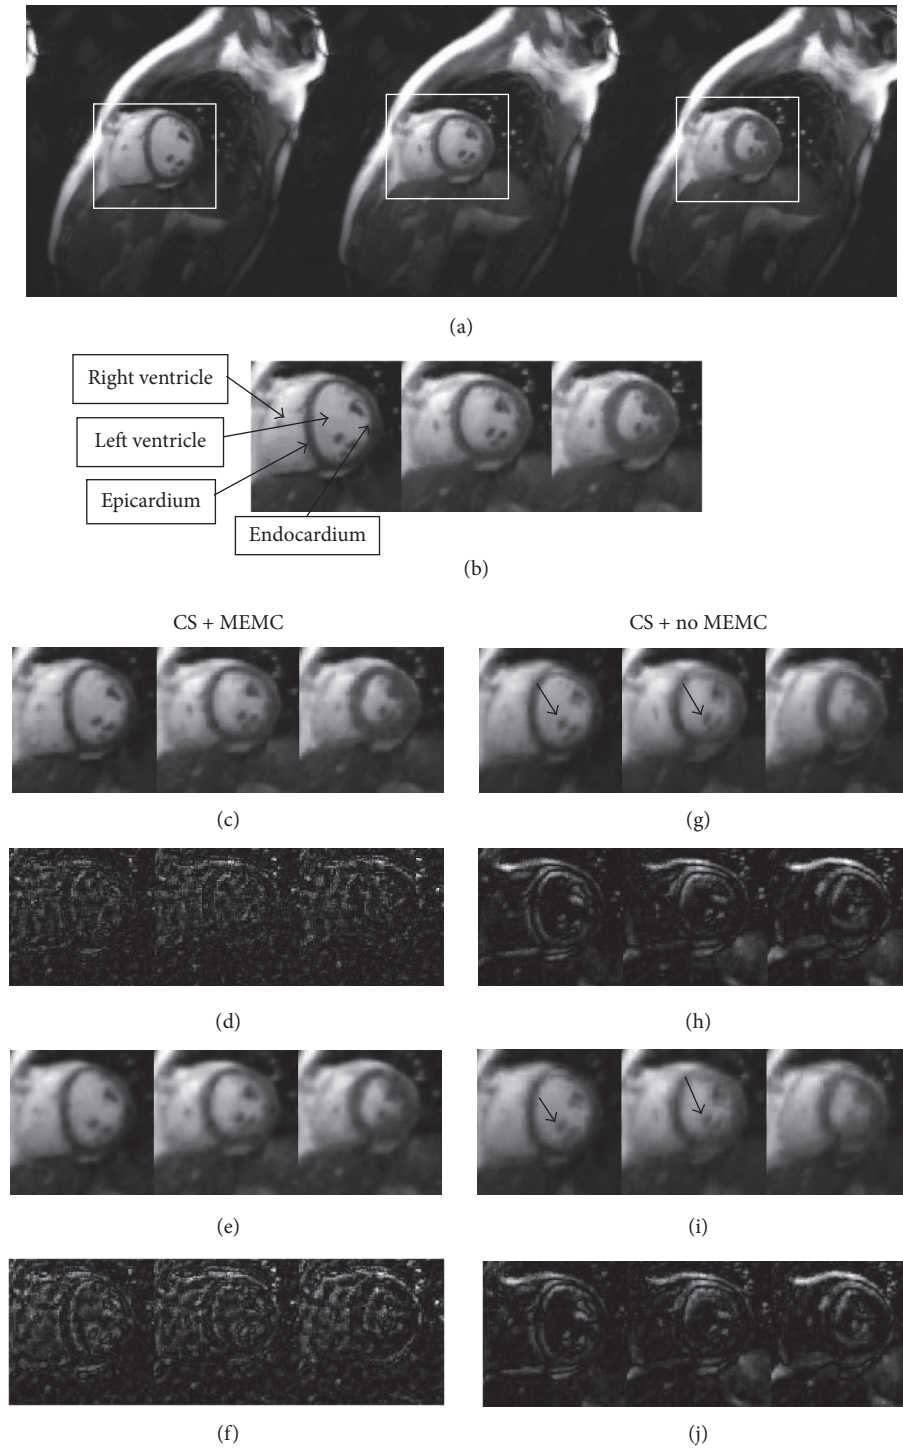 (a)
Right ventricle
Left ventricle
Epicardium
Endocardium
(b)
CS + MEMC
CS + no MEMC
(c)
(g)
(d)
(h)
(e)
(i)
(f)
(j)